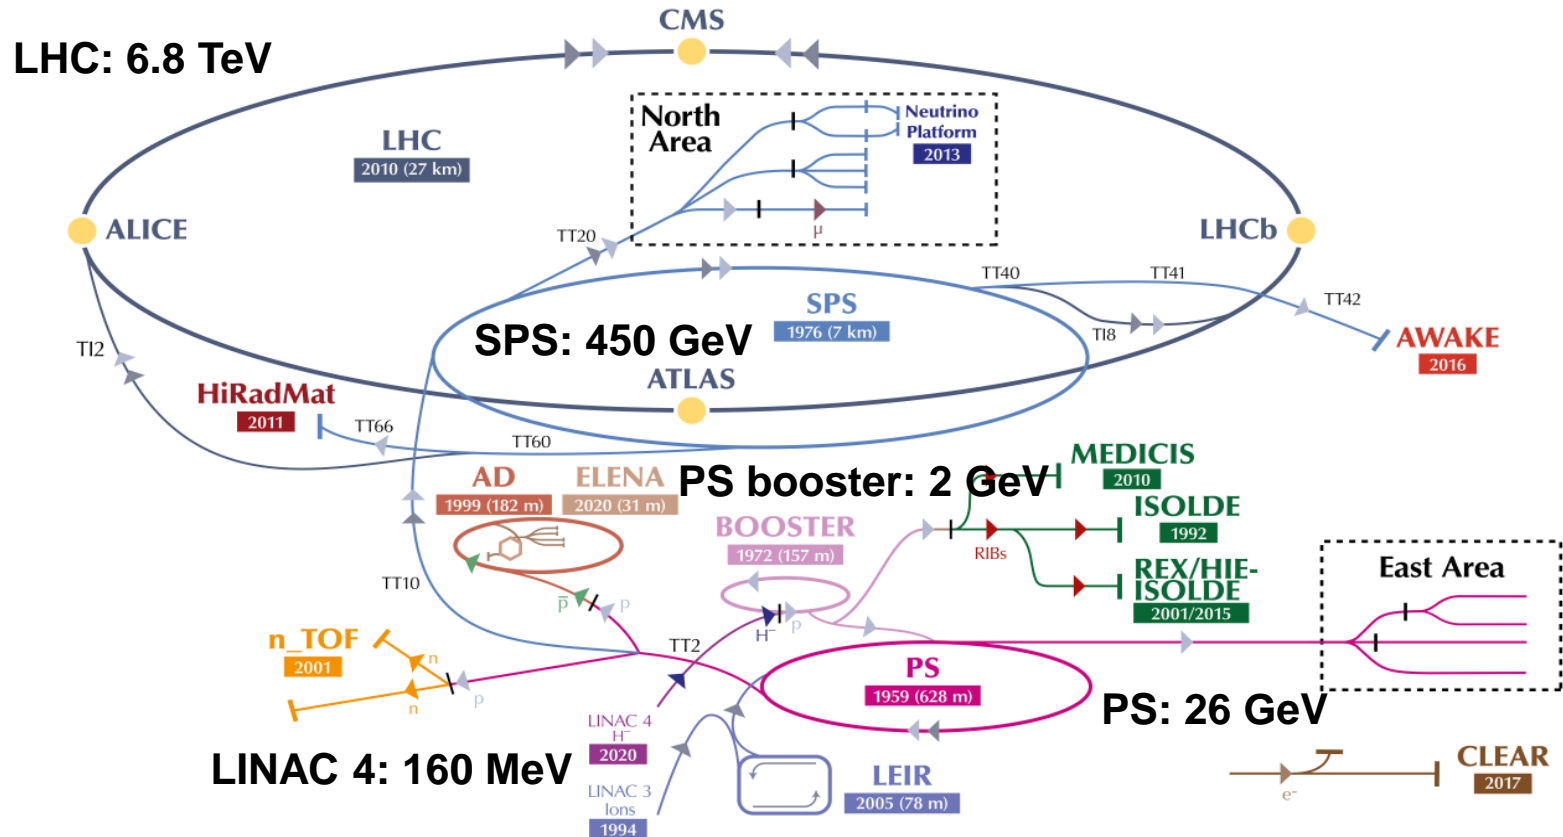 CMS
LHC: 6.8 TeV
North
Area
Neutrino
Platform
2013
LHC
2010 (27 km)
μ
ALICE
LHCb
TT20
TT40
TT41
TT42
SPS
1976 (7 km)
TI8
SPS: 450 GeV
AWAKE
2016
TI2
ATLAS
HiRadMat
2011
TT66
TT60
AD
1999 (182 m)
ELENA
2020 (31 m)
PS booster: 2 GeV
MEDICIS
2010
BOOSTER
1972 (157 m)
ISOLDE
1992
RIBs
REX/HIE-
ISOLDE
2001/2015
East Area
TT10
p̅
p
H⁻
p
TT2
n_TOF
2001
n
n
p
PS
1959 (628 m)
PS: 26 GeV
LINAC 4
H⁻
2020
LINAC 4: 160 MeV
LINAC 3
Ions
1994
LEIR
2005 (78 m)
e⁻
CLEAR
2017